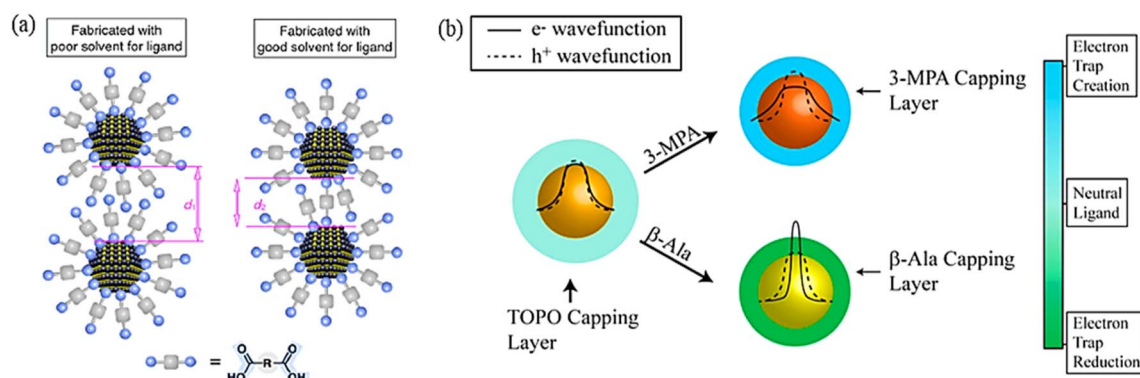 (a)
Fabricated with
poor solvent for ligand
Fabricated with
good solvent for ligand
d₁
d₂
=
O
O
HO
R
OH
(b)
e⁻ wavefunction
h⁺ wavefunction
TOPO Capping
Layer
3-MPA
β-Ala
3-MPA Capping
Layer
β-Ala Capping
Layer
Electron
Trap
Creation
Neutral
Ligand
Electron
Trap
Reduction